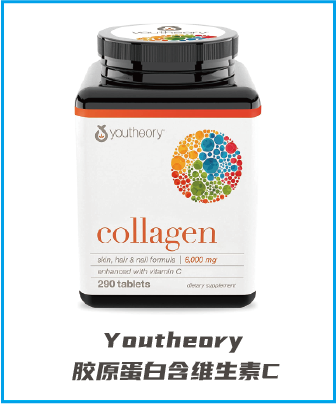 youtheory
collagen
skin, hair & nail formula | 6,000 mg
enhanced with vitamin C
290 tablets
dietary supplement
Youtheory
胶原蛋白含维生素C